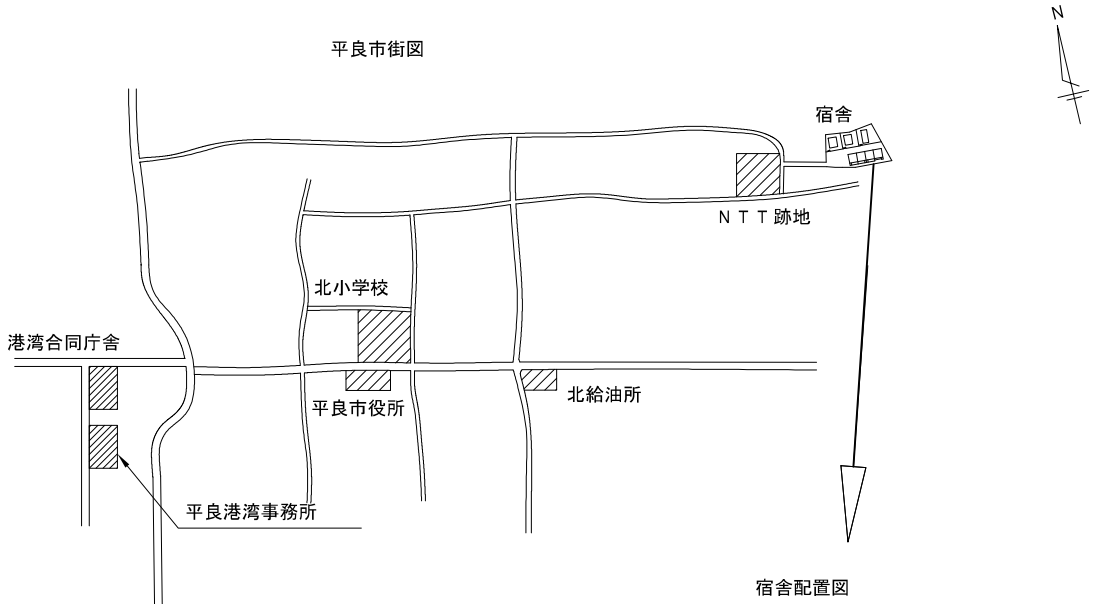 N
平良市街図
宿舎
ＮＴＴ跡地
北小学校
港湾合同庁舎
平良市役所
北給油所
平良港湾事務所
宿舎配置図